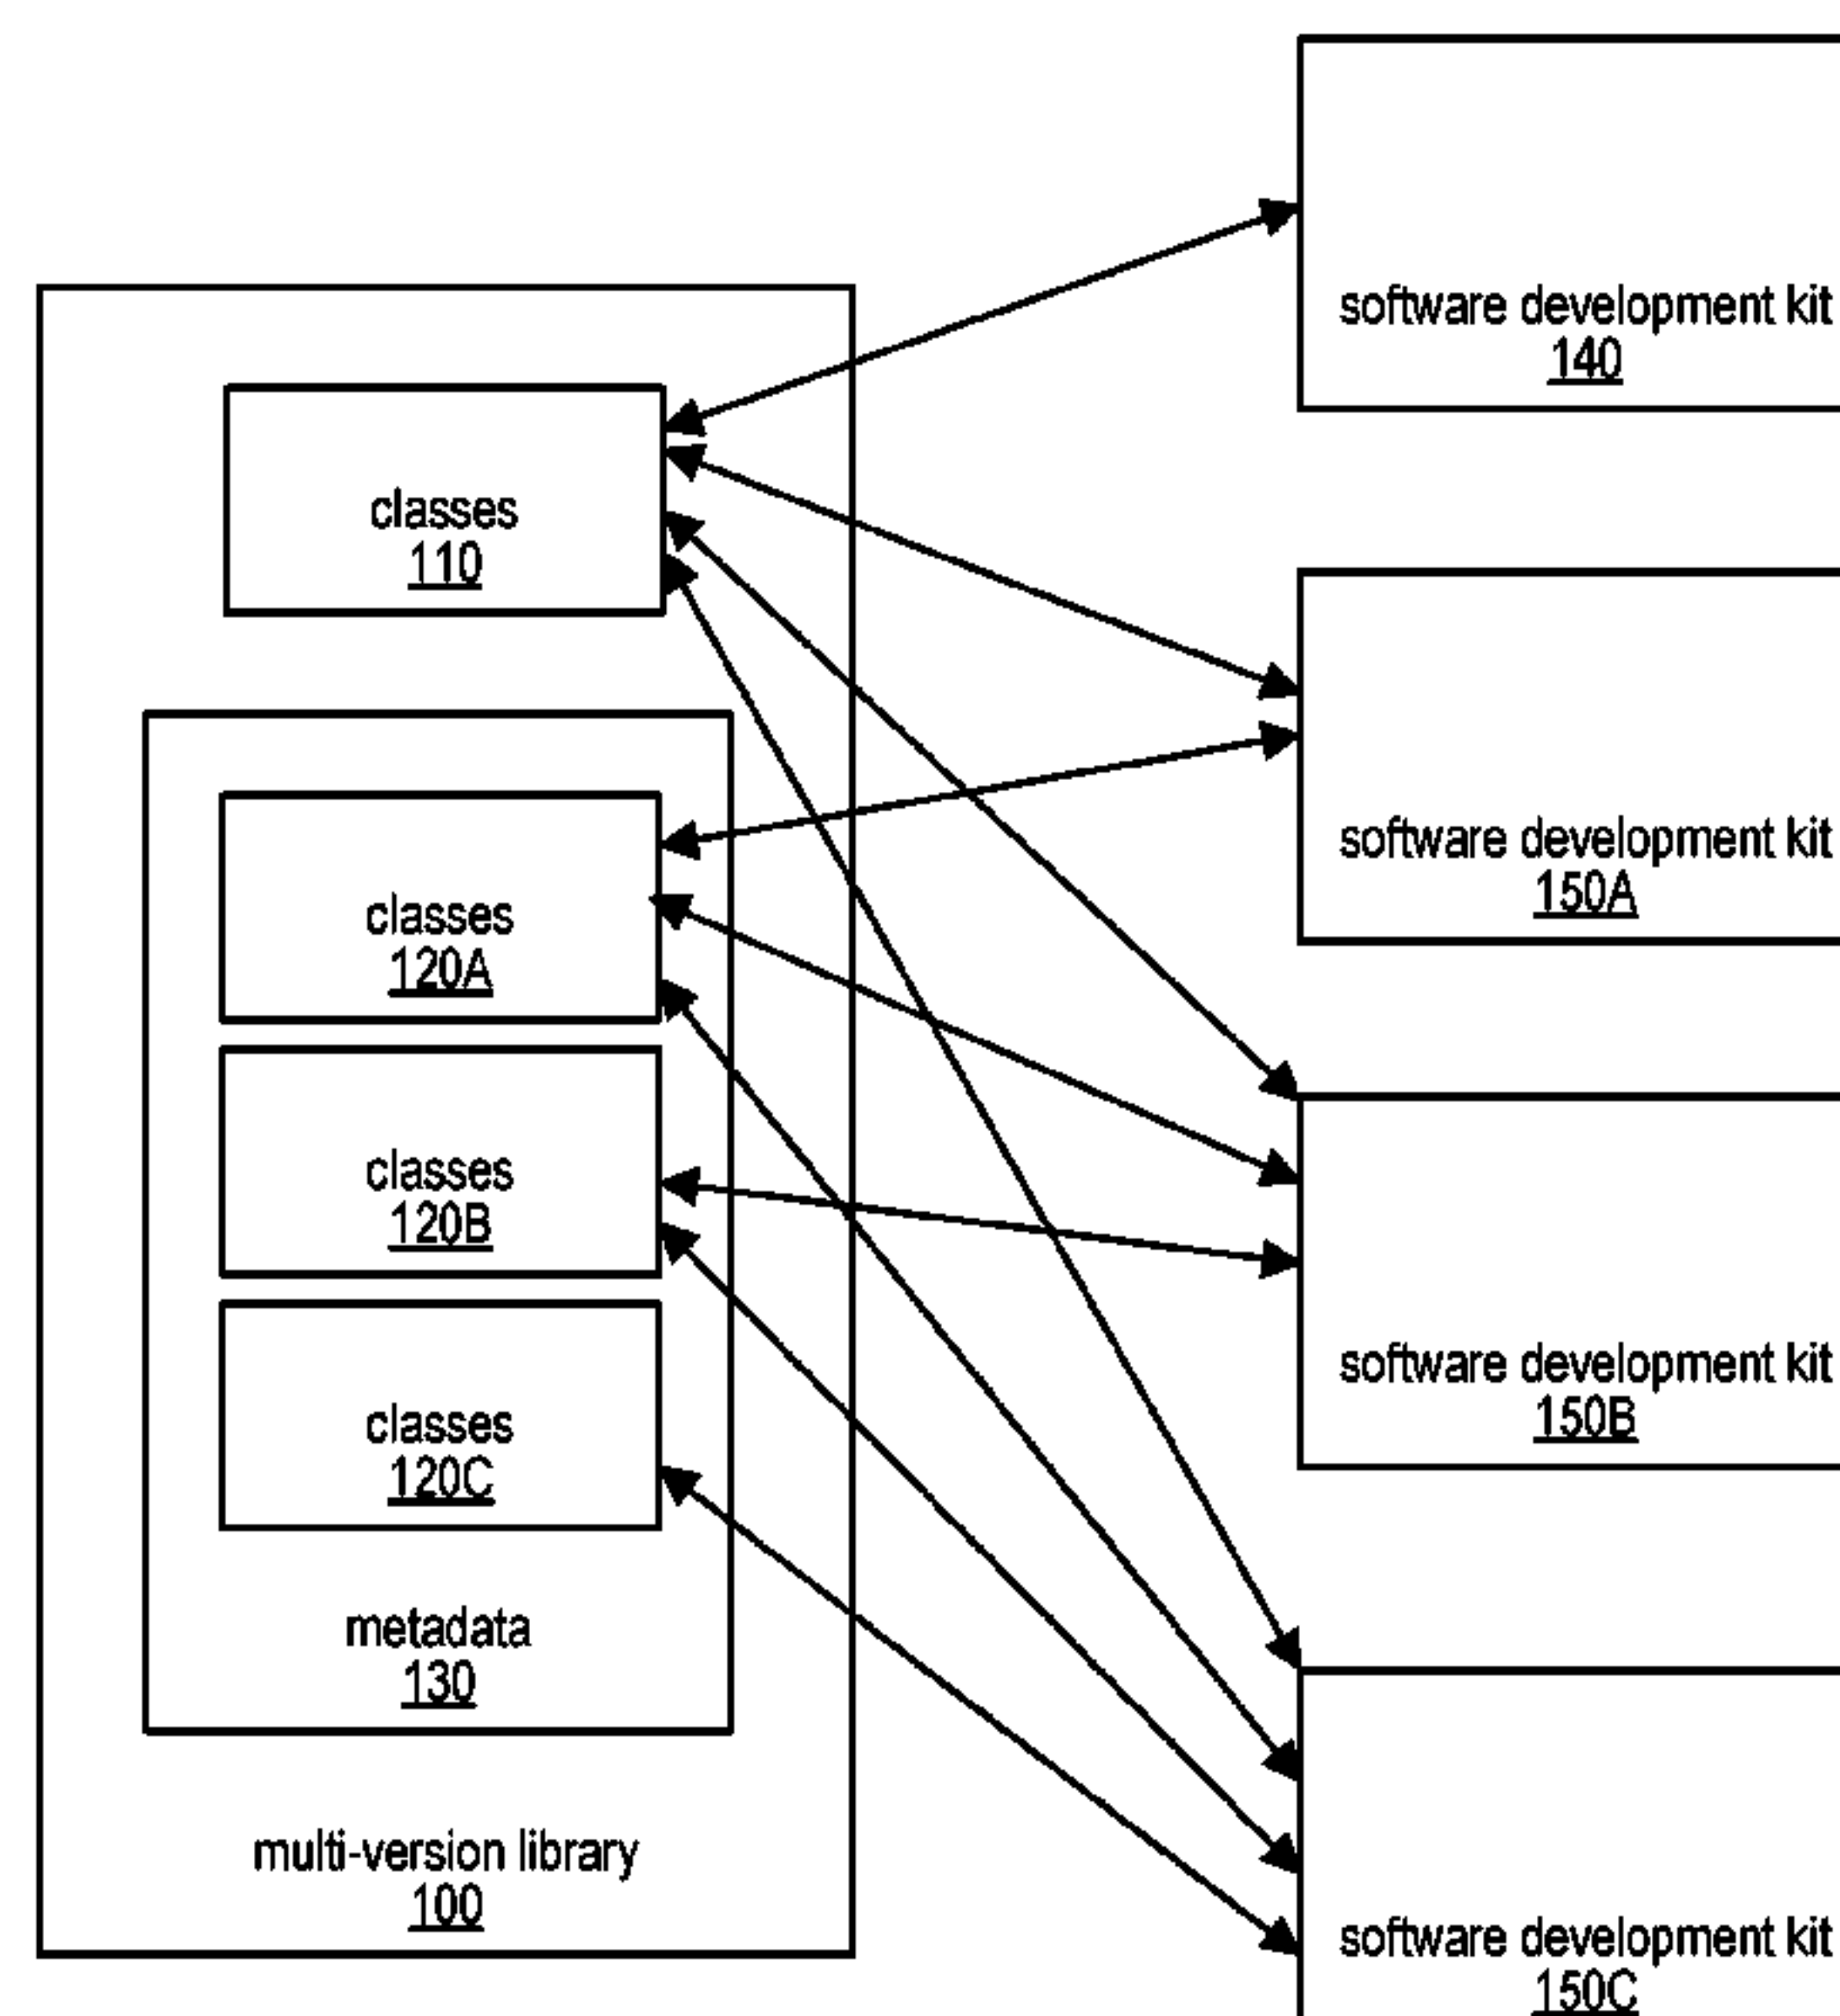 software development kit
140
classes
110
software development kit
150A
classes
120A
classes
120B
software development kit
150B
classes
120C
metadata
130
multi-version library
100
software development kit
150C